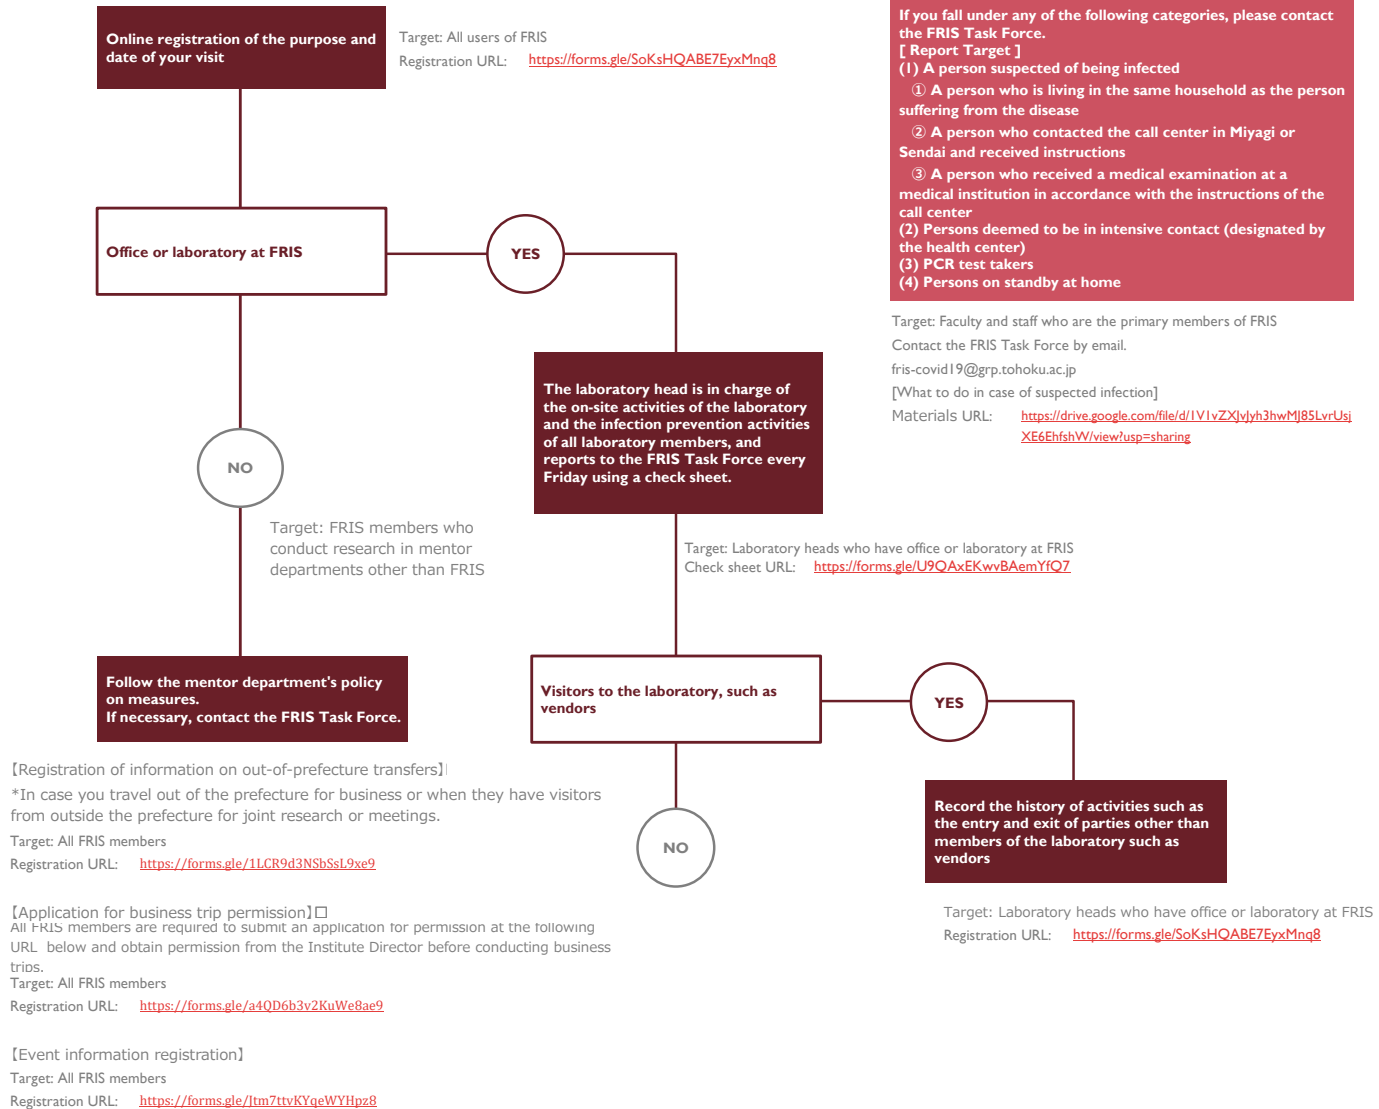 Online registration of the purpose and
date of your visit
Target: All users of FRIS
Registration URL: https://forms.gle/SoKsHQABE7EyxMnq8
If you fall under any of the following categories, please contact
the FRIS Task Force.
[ Report Target ]
(1) A person suspected of being infected
① A person who is living in the same household as the person
suffering from the disease
② A person who contacted the call center in Miyagi or
Sendai and received instructions
③ A person who received a medical examination at a
medical institution in accordance with the instructions of the
call center
(2) Persons deemed to be in intensive contact (designated by
the health center)
(3) PCR test takers
(4) Persons on standby at home
Target: Faculty and staff who are the primary members of FRIS
Contact the FRIS Task Force by email.
fris-covid19@grp.tohoku.ac.jp
[What to do in case of suspected infection]
Materials URL: https://drive.google.com/file/d/1V1vZXJvJyh3hwMJ85LvrUsj
XE6EhfshW/view?usp=sharing
Office or laboratory at FRIS
YES
The laboratory head is in charge of
the on-site activities of the laboratory
and the infection prevention activities
of all laboratory members, and
reports to the FRIS Task Force every
Friday using a check sheet.
NO
Target: FRIS members who
conduct research in mentor
departments other than FRIS
Target: Laboratory heads who have office or laboratory at FRIS
Check sheet URL: https://forms.gle/U9QAxEKwvBAemYfQ7
Follow the mentor department's policy
on measures.
If necessary, contact the FRIS Task Force.
Visitors to the laboratory, such as
vendors
YES
NO
Record the history of activities such as
the entry and exit of parties other than
members of the laboratory such as
vendors
Target: Laboratory heads who have office or laboratory at FRIS
Registration URL: https://forms.gle/SoKsHQABE7EyxMnq8
【Registration of information on out-of-prefecture transfers】
*In case you travel out of the prefecture for business or when they have visitors
from outside the prefecture for joint research or meetings.
Target: All FRIS members
Registration URL: https://forms.gle/1LCR9d3NSbSsL9xe9
【Application for business trip permission】□
All FRIS members are required to submit an application for permission at the following
URL below and obtain permission from the Institute Director before conducting business
trips.
Target: All FRIS members
Registration URL: https://forms.gle/a4QD6b3v2KuWe8ae9
【Event information registration】
Target: All FRIS members
Registration URL: https://forms.gle/Jtm7ttvKYqeWYHpz8